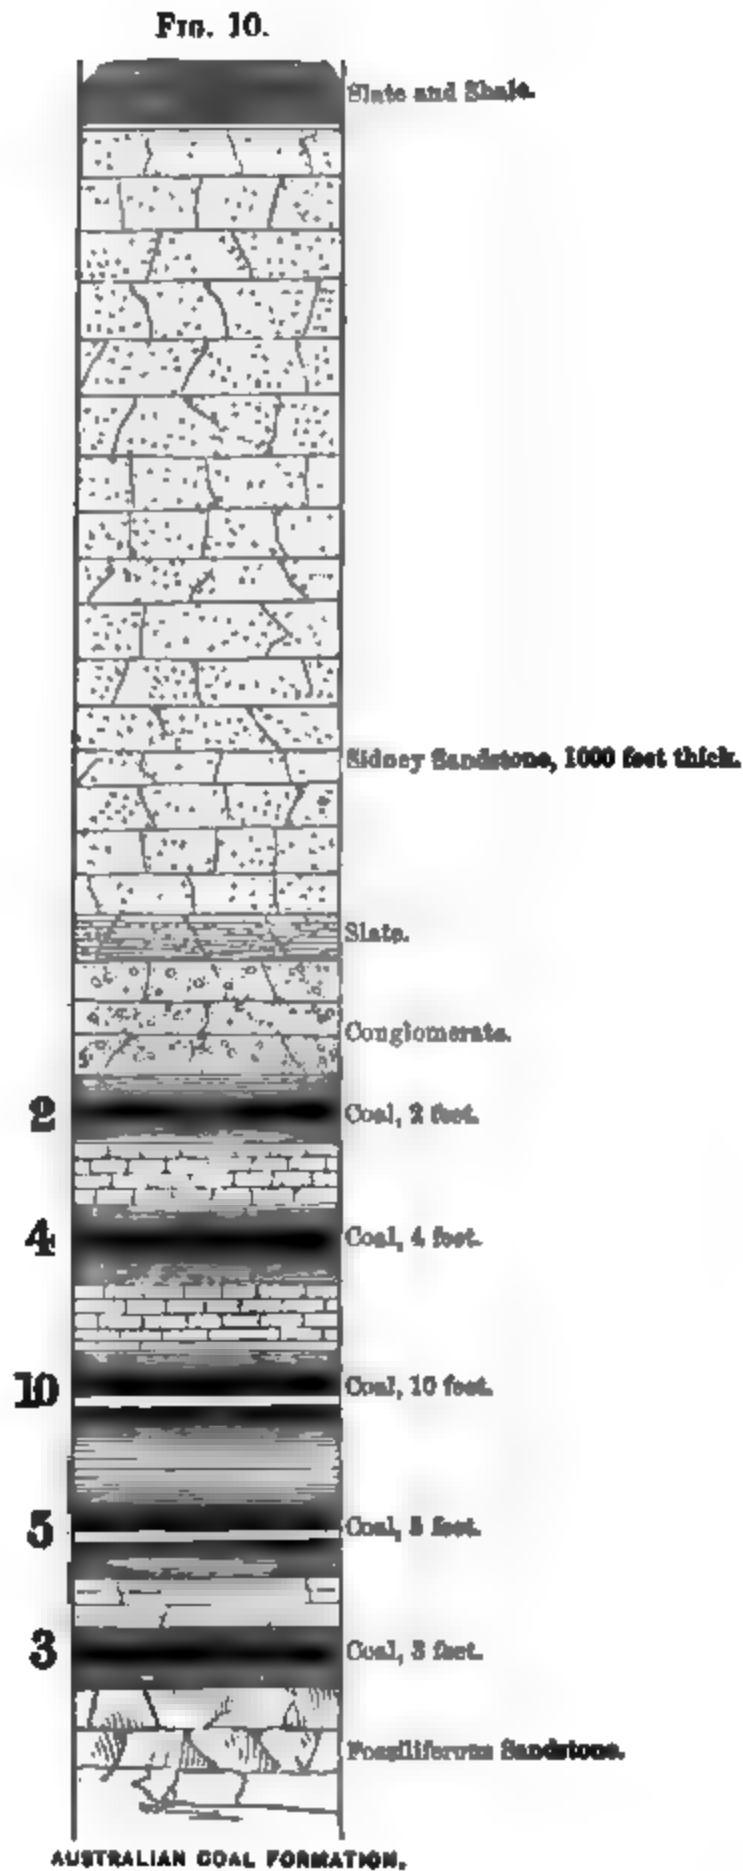 Fig. 10.
Slate and Shale.
Sidney Sandstone, 1000 feet thick.
Slate.
Conglomerate.
2 Coal, 2 feet.
4 Coal, 4 feet.
10 Coal, 10 feet.
5 Coal, 5 feet.
3 Coal, 3 feet.
Fossiliferous Sandstone.
AUSTRALIAN COAL FORMATION.